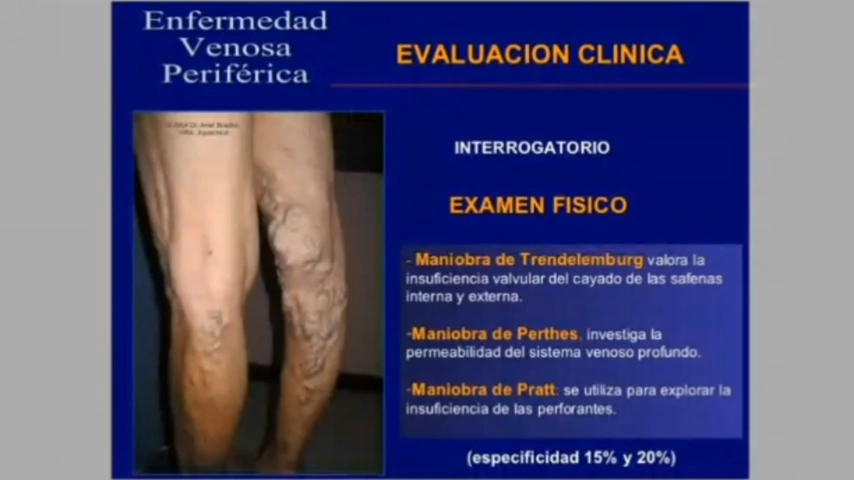 Enfermedad
Venosa
Periférica
EVALUACION CLINICA
INTERROGATORIO
EXAMEN FISICO
- Maniobra de Trendelemburg valora la
insuficiencia valvular del cayado de las safenas
interna y externa.
-Maniobra de Perthes, investiga la
permeabilidad del sistema venoso profundo.
-Maniobra de Pratt: se utiliza para explorar la
insuficiencia de las perforantes.
(especificidad 15% y 20%)